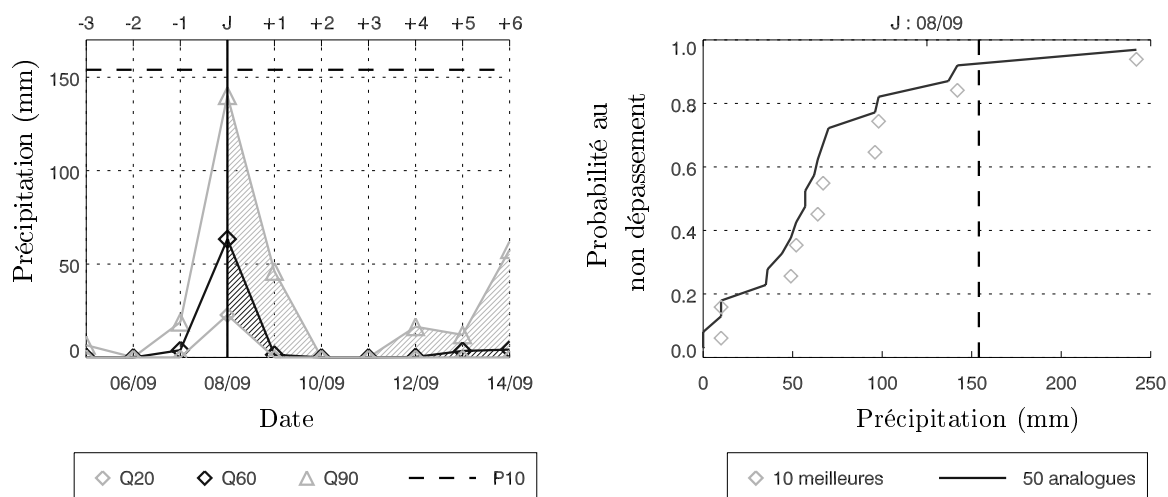 -3 -2 -1 J +1 +2 +3 +4 +5 +6
Précipitation (mm)
150
100
50
0
06/09 08/09 10/09 12/09 14/09
Date
Q20 Q60 Q90 P10
J : 08/09
Probabilité au
non dépassement
1.0
0.8
0.6
0.4
0.2
0.0
0 50 100 150 200 250
Précipitation (mm)
10 meilleures 50 analogues